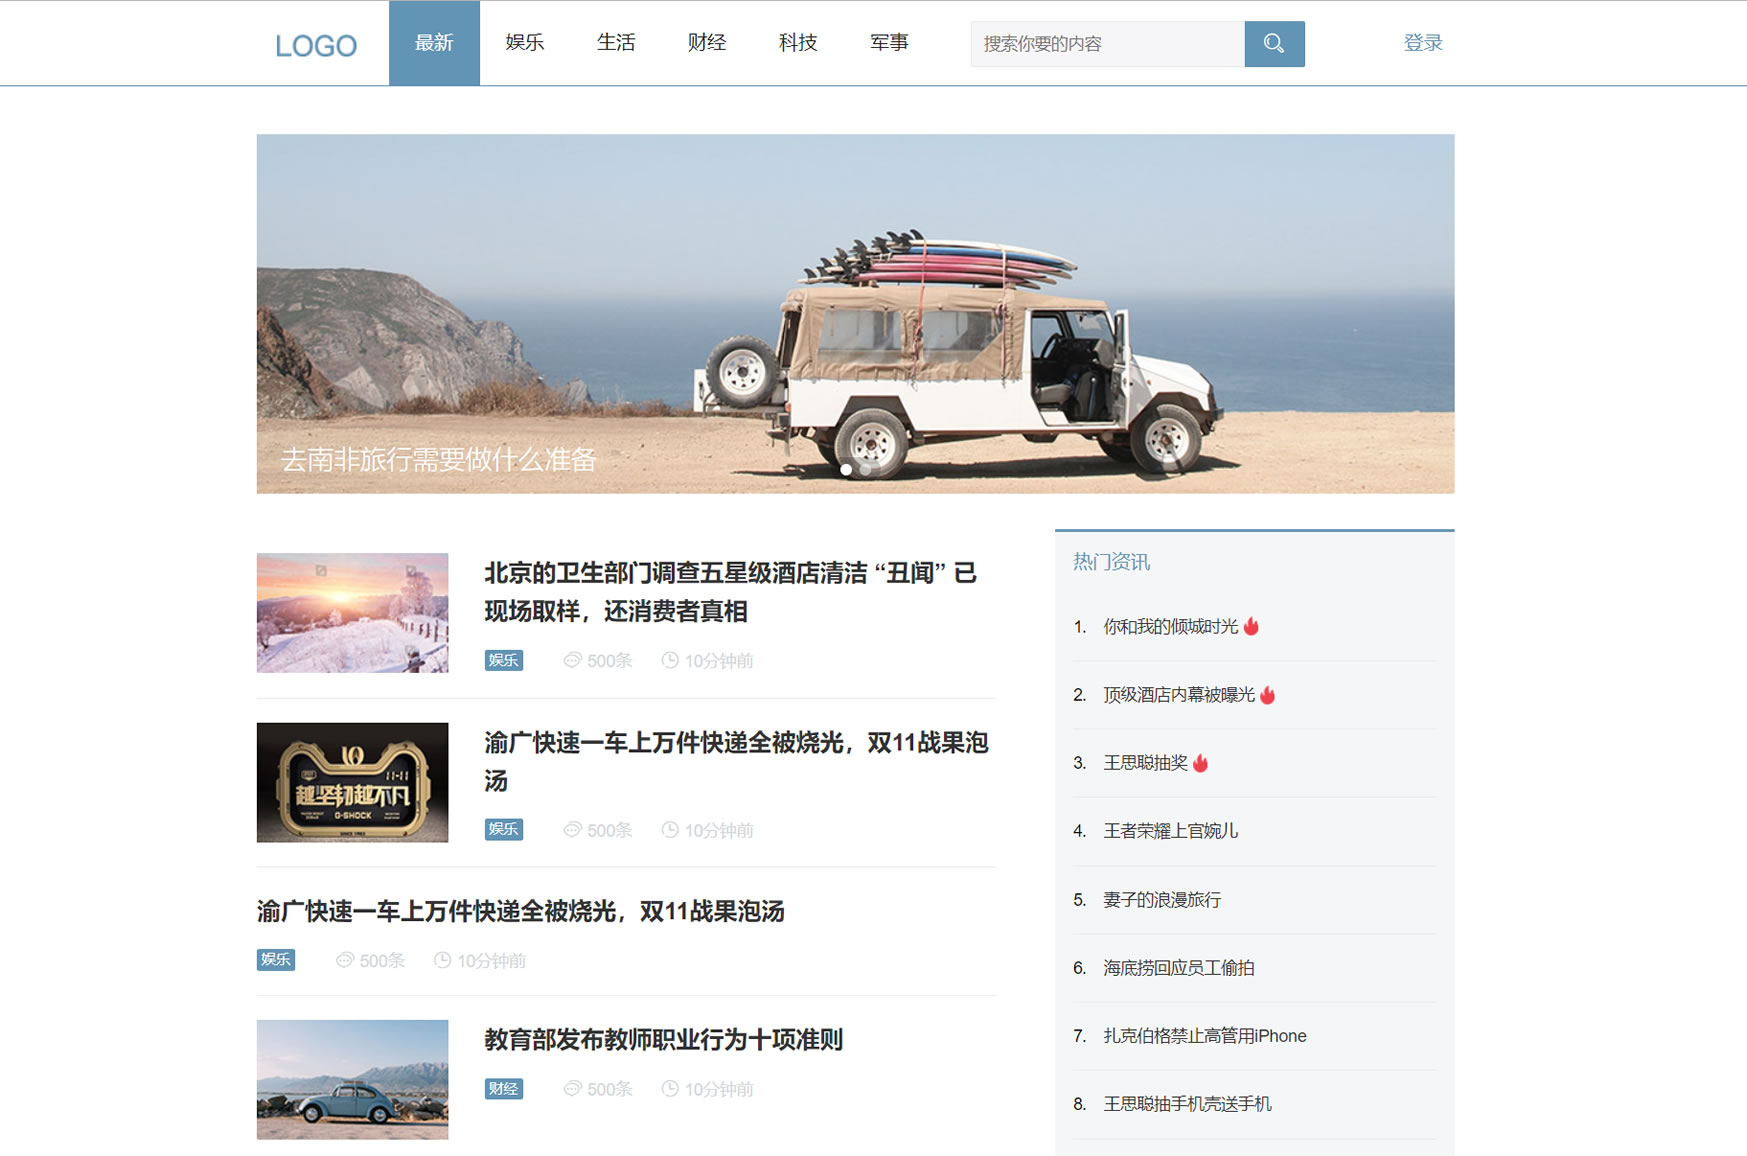 LOGO
最新
娱乐
生活
财经
科技
军事
搜索你要的内容
登录
去南非旅行需要做什么准备
北京的卫生部门调查五星级酒店清洁 “丑闻” 已
现场取样，还消费者真相
娱乐
500条
10分钟前
10
11-11
越坚韧越不凡
G-SHOCK
SINCE 1983
渝广快速一车上万件快递全被烧光，双11战果泡
汤
娱乐
500条
10分钟前
渝广快速一车上万件快递全被烧光，双11战果泡汤
娱乐
500条
10分钟前
教育部发布教师职业行为十项准则
财经
500条
10分钟前
热门资讯
1. 你和我的倾城时光
2. 顶级酒店内幕被曝光
3. 王思聪抽奖
4. 王者荣耀上官婉儿
5. 妻子的浪漫旅行
6. 海底捞回应员工偷拍
7. 扎克伯格禁止高管用iPhone
8. 王思聪抽手机壳送手机